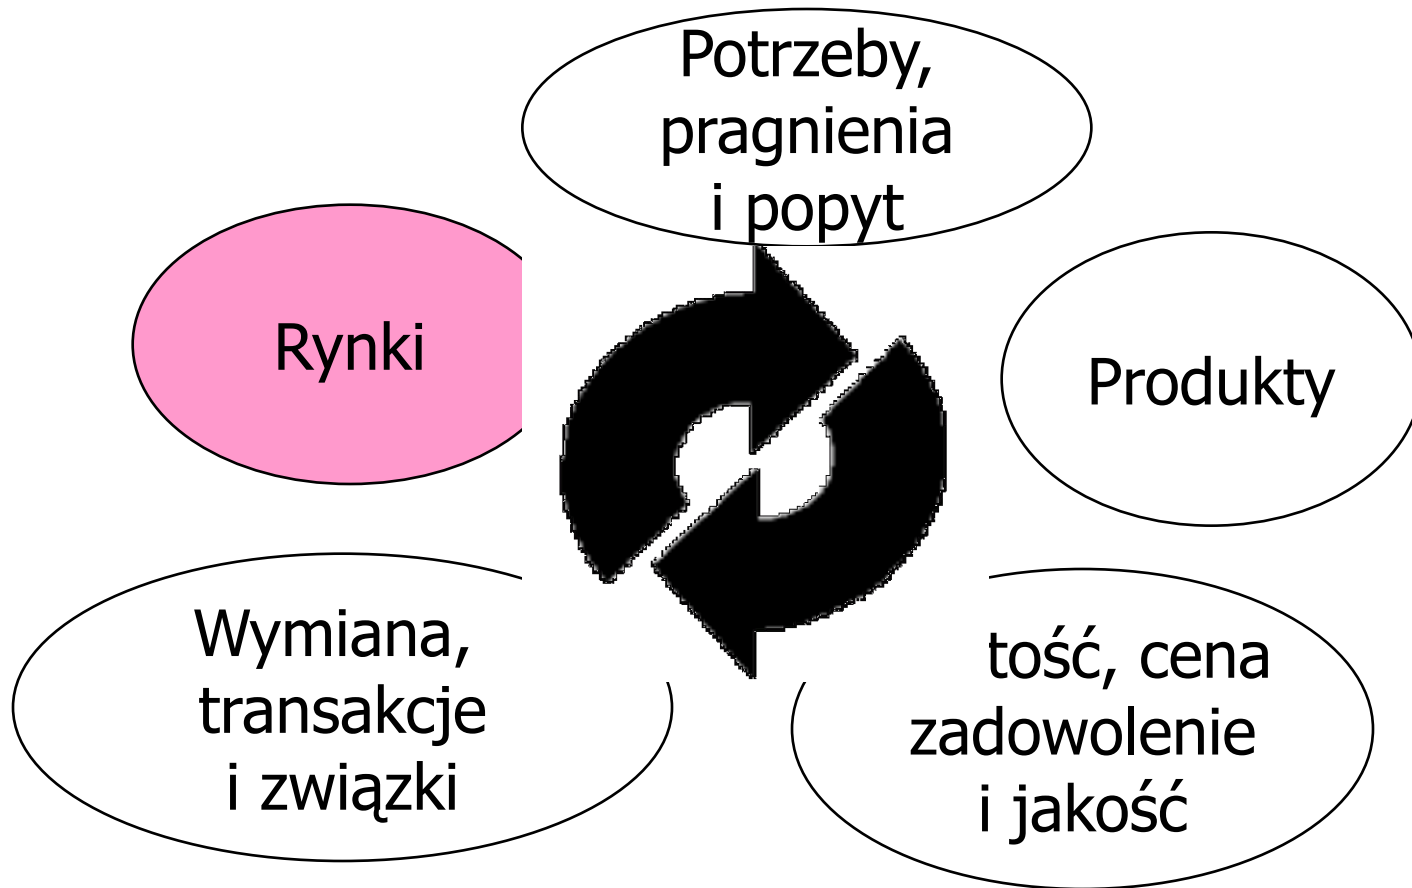 Potrzeby,
pragnienia
i popyt
Rynki
Produkty
Wymiana,
transakcje
i związki
tość, cena
zadowolenie
i jakość